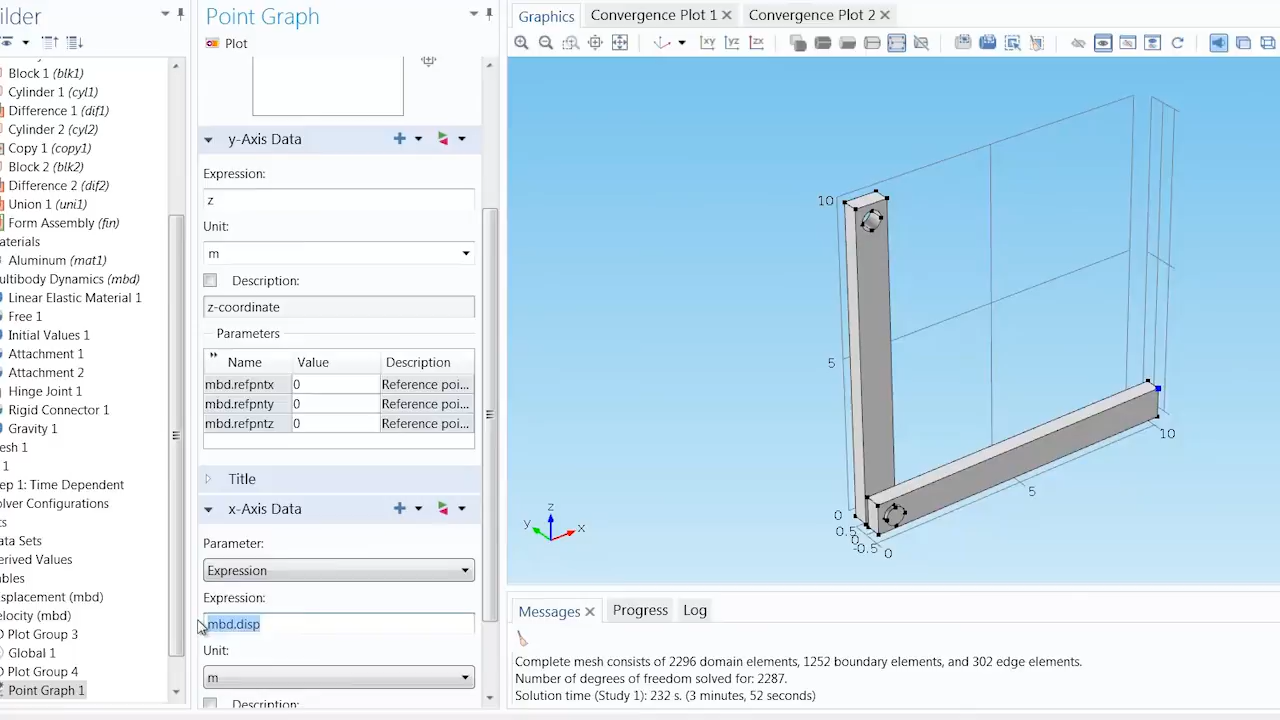 ilder
Block 1 (blk1)
Cylinder 1 (cyl1)
Difference 1 (dif1)
Cylinder 2 (cyl2)
Copy 1 (copy1)
Block 2 (blk2)
Difference 2 (dif2)
Union 1 (uni1)
Form Assembly (fin)
aterials
Aluminum (mat1)
ultibody Dynamics (mbd)
Linear Elastic Material 1
Free 1
Initial Values 1
Attachment 1
Attachment 2
Hinge Joint 1
Rigid Connector 1
Gravity 1
esh 1
1
ep 1: Time Dependent
olver Configurations
ts
ata Sets
erived Values
ables
splacement (mbd)
elocity (mbd)
D Plot Group 3
Global 1
D Plot Group 4
Point Graph 1
Point Graph
Plot
y-Axis Data
Expression:
z
Unit:
m
Description:
z-coordinate
Parameters
" Name Value Description
mbd.refpntx 0 Reference poi...
mbd.refpnty 0 Reference poi...
mbd.refpntz 0 Reference poi...
Title
x-Axis Data
Parameter:
Expression
Expression:
mbd.disp
Unit:
m
Description:
Graphics Convergence Plot 1 Convergence Plot 2
xy yz zx
10
5
0
0.5
0
-0.5 0
5
10
z
y x
Messages Progress Log
Complete mesh consists of 2296 domain elements, 1252 boundary elements, and 302 edge elements.
Number of degrees of freedom solved for: 2287.
Solution time (Study 1): 232 s. (3 minutes, 52 seconds)